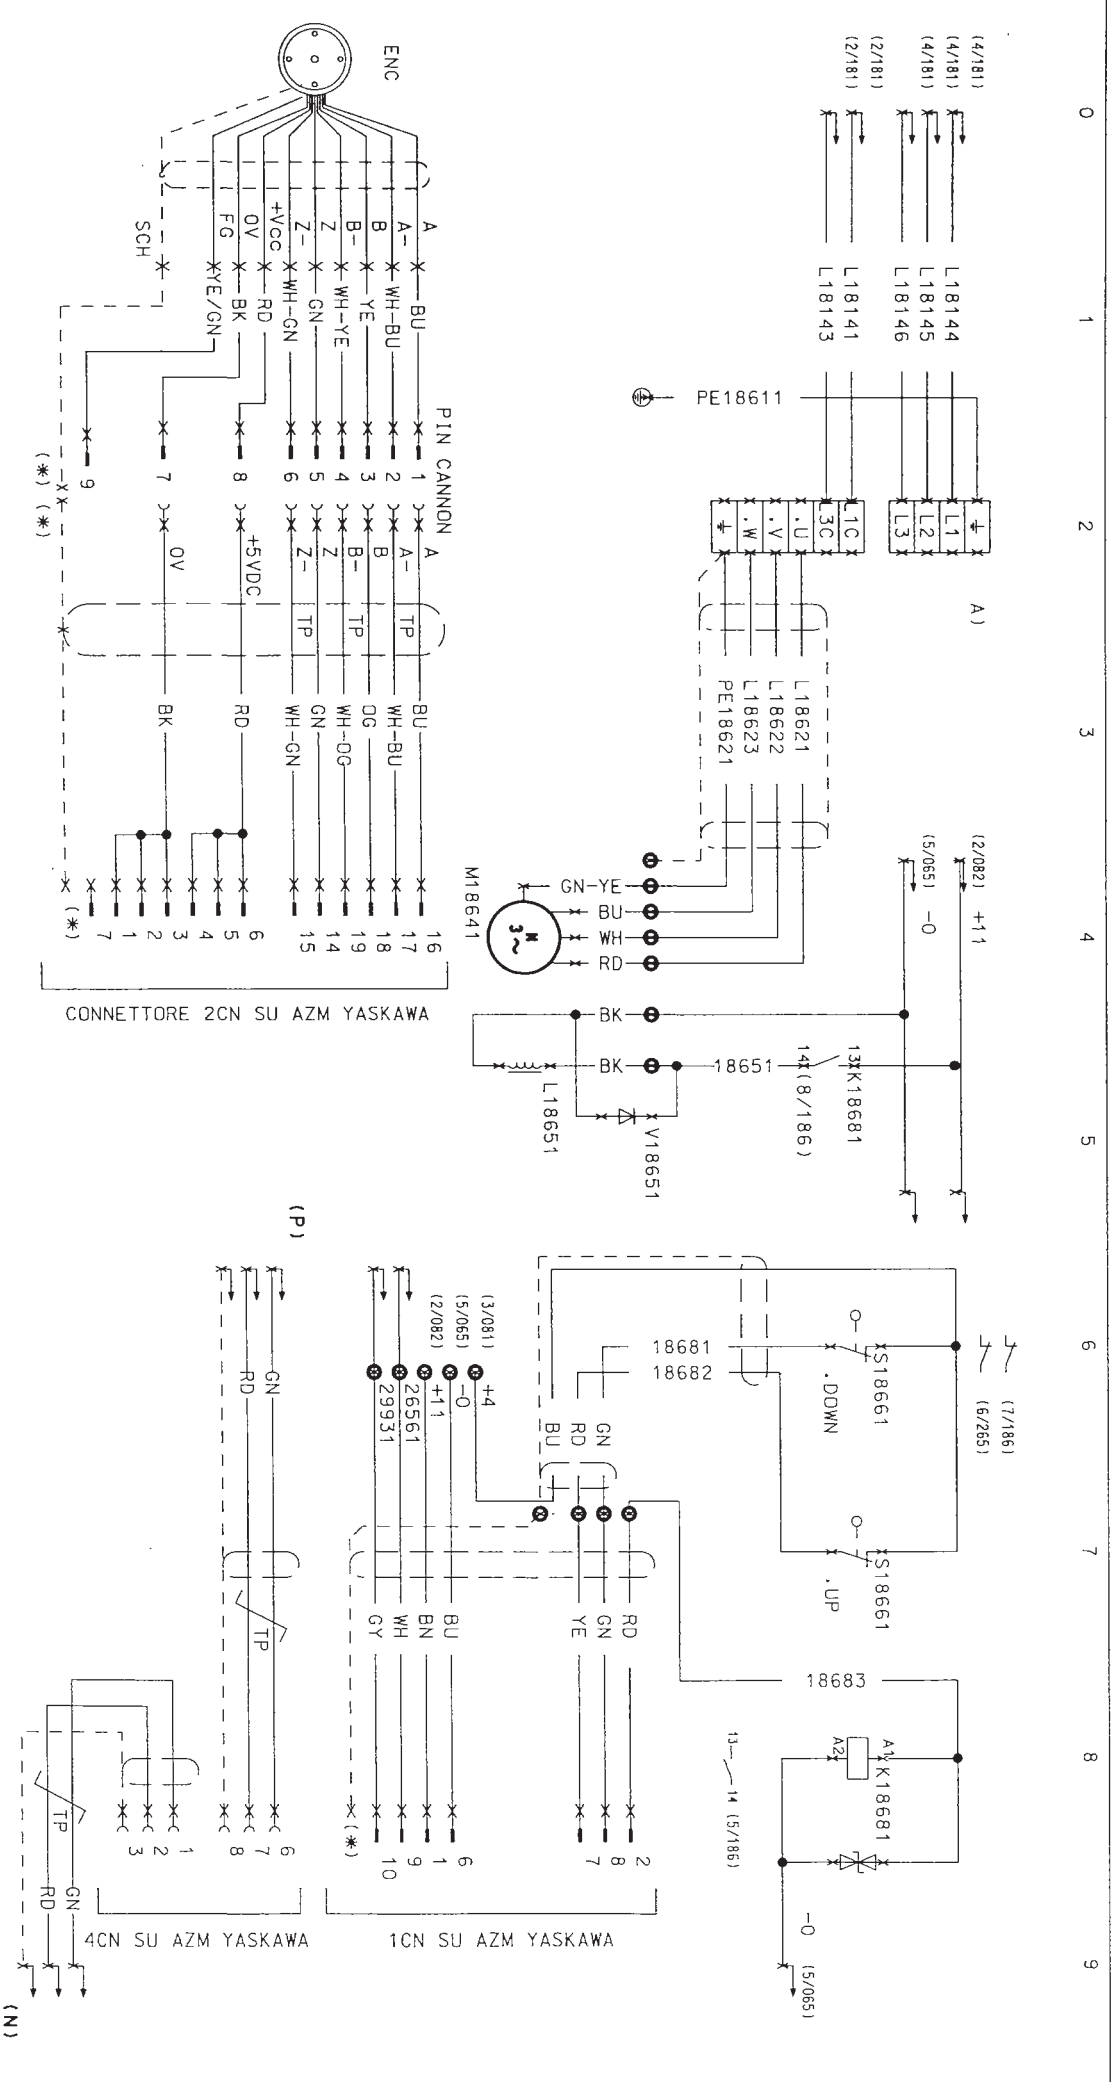 0
1
2
3
4
5
6
7
8
9
(4/181)
(4/181)
(4/181)
(2/181)
(2/181)
L18144
L18145
L18146
L18141
L18143
PE18611
A)
L1
L2
L3
L1C
L3C
.U
.V
.W
L18621
L18622
L18623
PE18621
GN-YE
BU
WH
RD
M
3~
M18641
(2/082) +11
(5/065) -0
BK
BK
18651
L18651
V18651
13 K18681
14 (8/186)
ENC
A
A-
B
B-
Z
Z-
+Vcc
0V
FG
SCH
BU
WH-BU
YE
WH-YE
GN
WH-GN
RD
BK
YE/GN
PIN CANNON
1
2
3
4
5
6
8
7
9
(*) (*)
A
A-
B
B-
Z
Z-
+5VDC
0V
TP
TP
TP
BU
WH-BU
OG
WH-OG
GN
WH-GN
RD
BK
16
17
18
19
14
15
6
5
4
3
2
1
7
(*)
CONNETTORE 2CN SU AZM YASKAWA
(7/186)
(6/265)
S18661
.DOWN
S18661
.UP
18681
18682
GN
RD
BU
(3/081) +4
(5/065) -0
(2/082) +11
26561
29931
RD
GN
YE
BU
BN
WH
GY
2
8
7
6
1
9
10
(*)
1CN SU AZM YASKAWA
18683
A1 K18681
A2
13 14 (5/186)
-0 (5/065)
(P)
GN
RD
TP
6
7
8
1
2
3
4CN SU AZM YASKAWA
TP
GN
RD
(N)